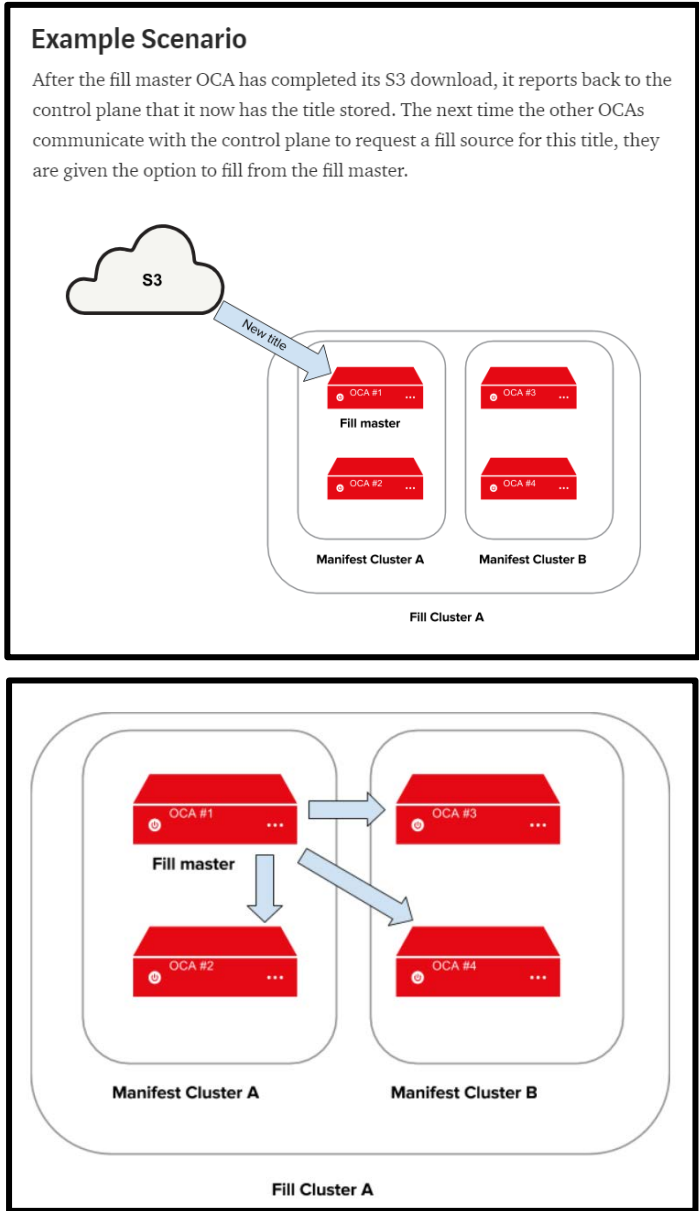 Example Scenario
After the fill master OCA has completed its S3 download, it reports back to the
control plane that it now has the title stored. The next time the other OCAs
communicate with the control plane to request a fill source for this title, they
are given the option to fill from the fill master.
S3
New title
OCA #1
OCA #3
Fill master
OCA #2
OCA #4
Manifest Cluster A
Manifest Cluster B
Fill Cluster A
OCA #1
OCA #3
Fill master
OCA #2
OCA #4
Manifest Cluster A
Manifest Cluster B
Fill Cluster A